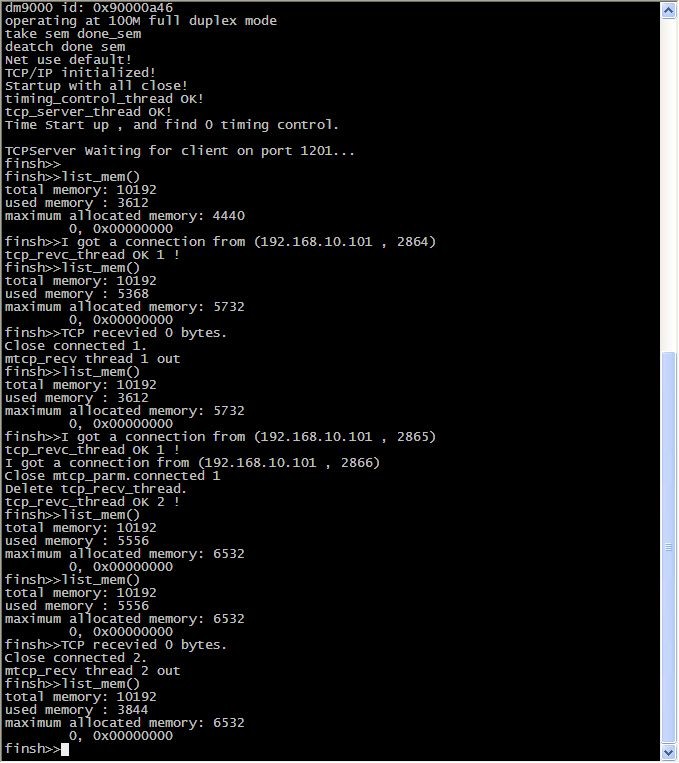 dm9000 id: 0x90000a46
operating at 100M full duplex mode
take sem done_sem
deatch done sem
Net use default!
TCP/IP initialized!
Startup with all close!
timing_control_thread OK!
tcp_server_thread OK!
Time Start up , and find 0 timing control.
TCPServer Waiting for client on port 1201...
finsh>>
finsh>>list_mem()
total memory: 10192
used memory : 3612
maximum allocated memory: 4440
0, 0x00000000
finsh>>I got a connection from (192.168.10.101 , 2864)
tcp_revc_thread OK 1 !
finsh>>list_mem()
total memory: 10192
used memory : 5368
maximum allocated memory: 5732
0, 0x00000000
finsh>>TCP recevied 0 bytes.
Close connected 1.
mtcp_recv thread 1 out
finsh>>list_mem()
total memory: 10192
used memory : 3612
maximum allocated memory: 5732
0, 0x00000000
finsh>>I got a connection from (192.168.10.101 , 2865)
tcp_revc_thread OK 1 !
I got a connection from (192.168.10.101 , 2866)
Close mtcp_parm.connected 1
Delete tcp_recv_thread.
tcp_revc_thread OK 2 !
finsh>>list_mem()
total memory: 10192
used memory : 5556
maximum allocated memory: 6532
0, 0x00000000
finsh>>list_mem()
total memory: 10192
used memory : 5556
maximum allocated memory: 6532
0, 0x00000000
finsh>>TCP recevied 0 bytes.
Close connected 2.
mtcp_recv thread 2 out
finsh>>list_mem()
total memory: 10192
used memory : 3844
maximum allocated memory: 6532
0, 0x00000000
finsh>>